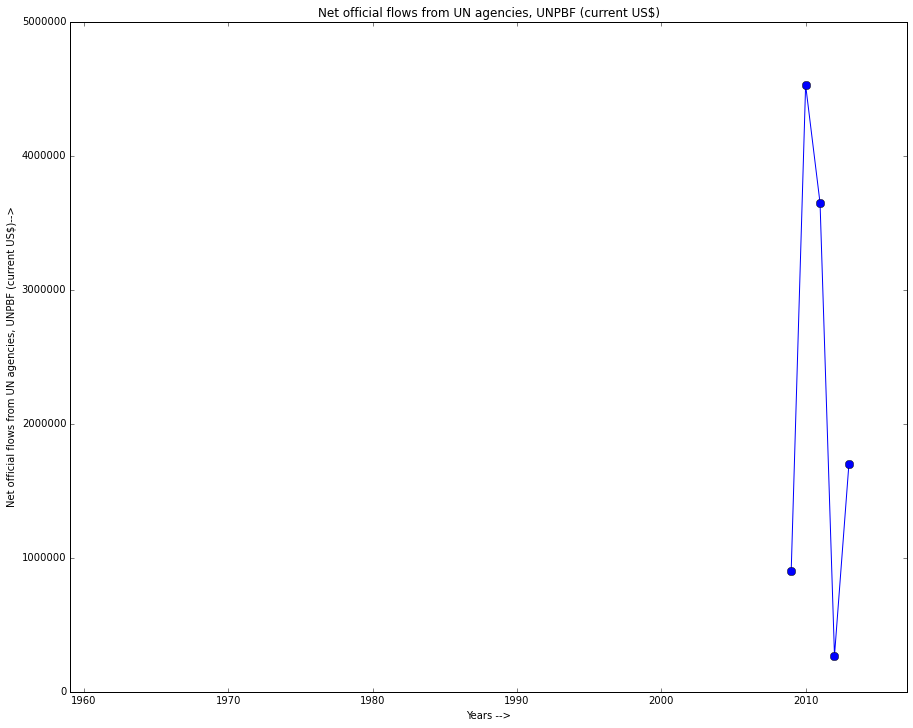 Net official flows from UN agencies, UNPBF (current US$)
5000000
4000000
3000000
2000000
1000000
0
Net official flows from UN agencies, UNPBF (current US$)-->
1960 1970 1980 1990 2000 2010
Years -->